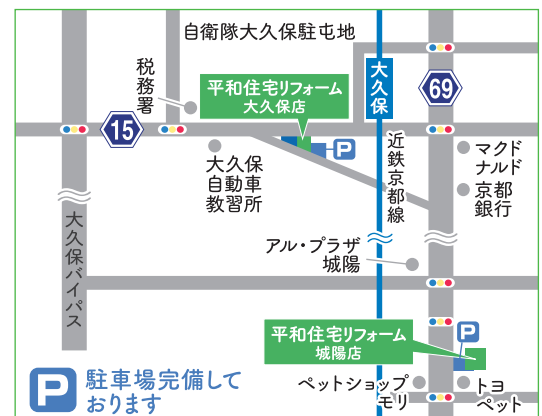 自衛隊大久保駐屯地
税務署
平和住宅リフォーム
大久保店
大久保
69
15
P
大久保
自動車
教習所
近鉄京都線
マクド
ナルド
京都
銀行
大久保バイパス
アル・プラザ
城陽
平和住宅リフォーム
城陽店
P
P
駐車場完備して
おります
ペットショップ
モリ
トヨ
ペット